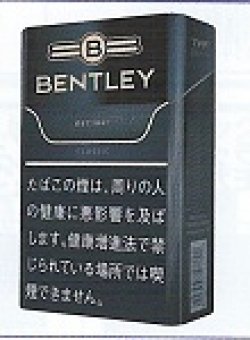 B
BENTLEY
CLASSIC
たばこの煙は、周りの人
の健康に悪影響を及ぼ
します。健康増進法で禁
じられている場所では喫
煙できません。